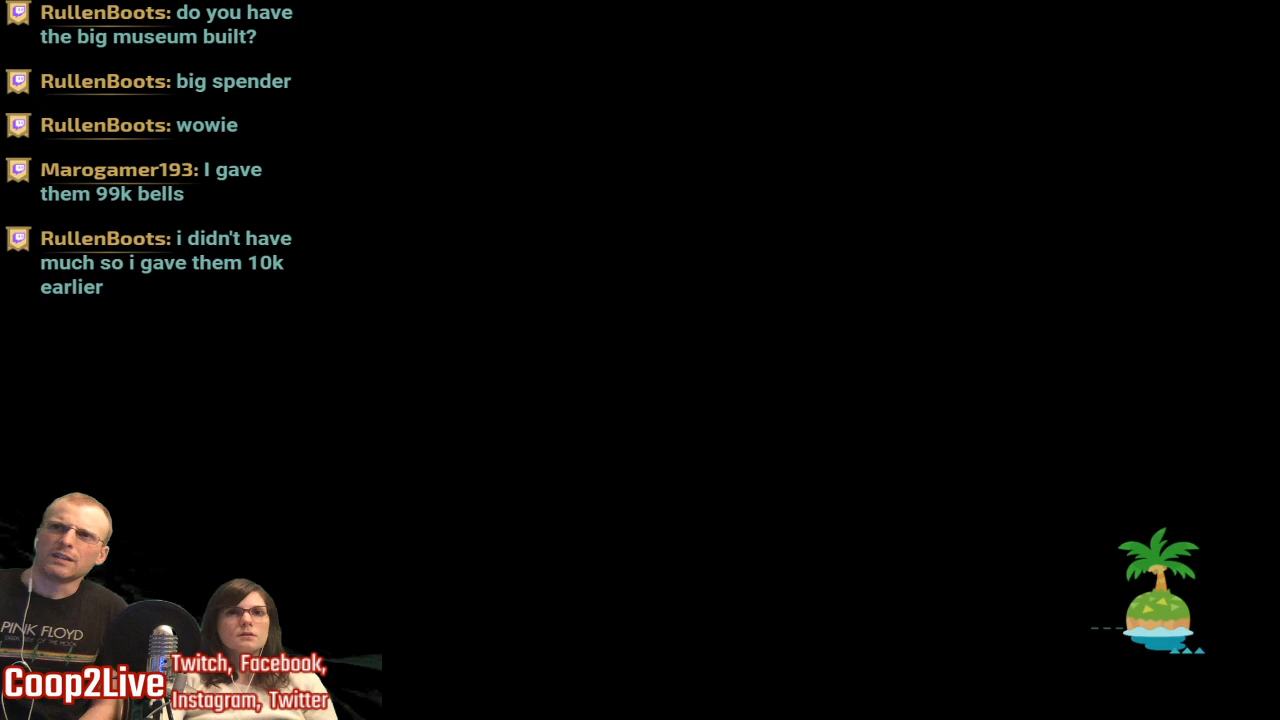 RullenBoots: do you have
the big museum built?
RullenBoots: big spender
RullenBoots: wowie
Marogamer193: I gave
them 99k bells
RullenBoots: i didn't have
much so i gave them 10k
earlier
PINK FLOYD
Coop2Live
Twitch, Facebook,
Instagram, Twitter